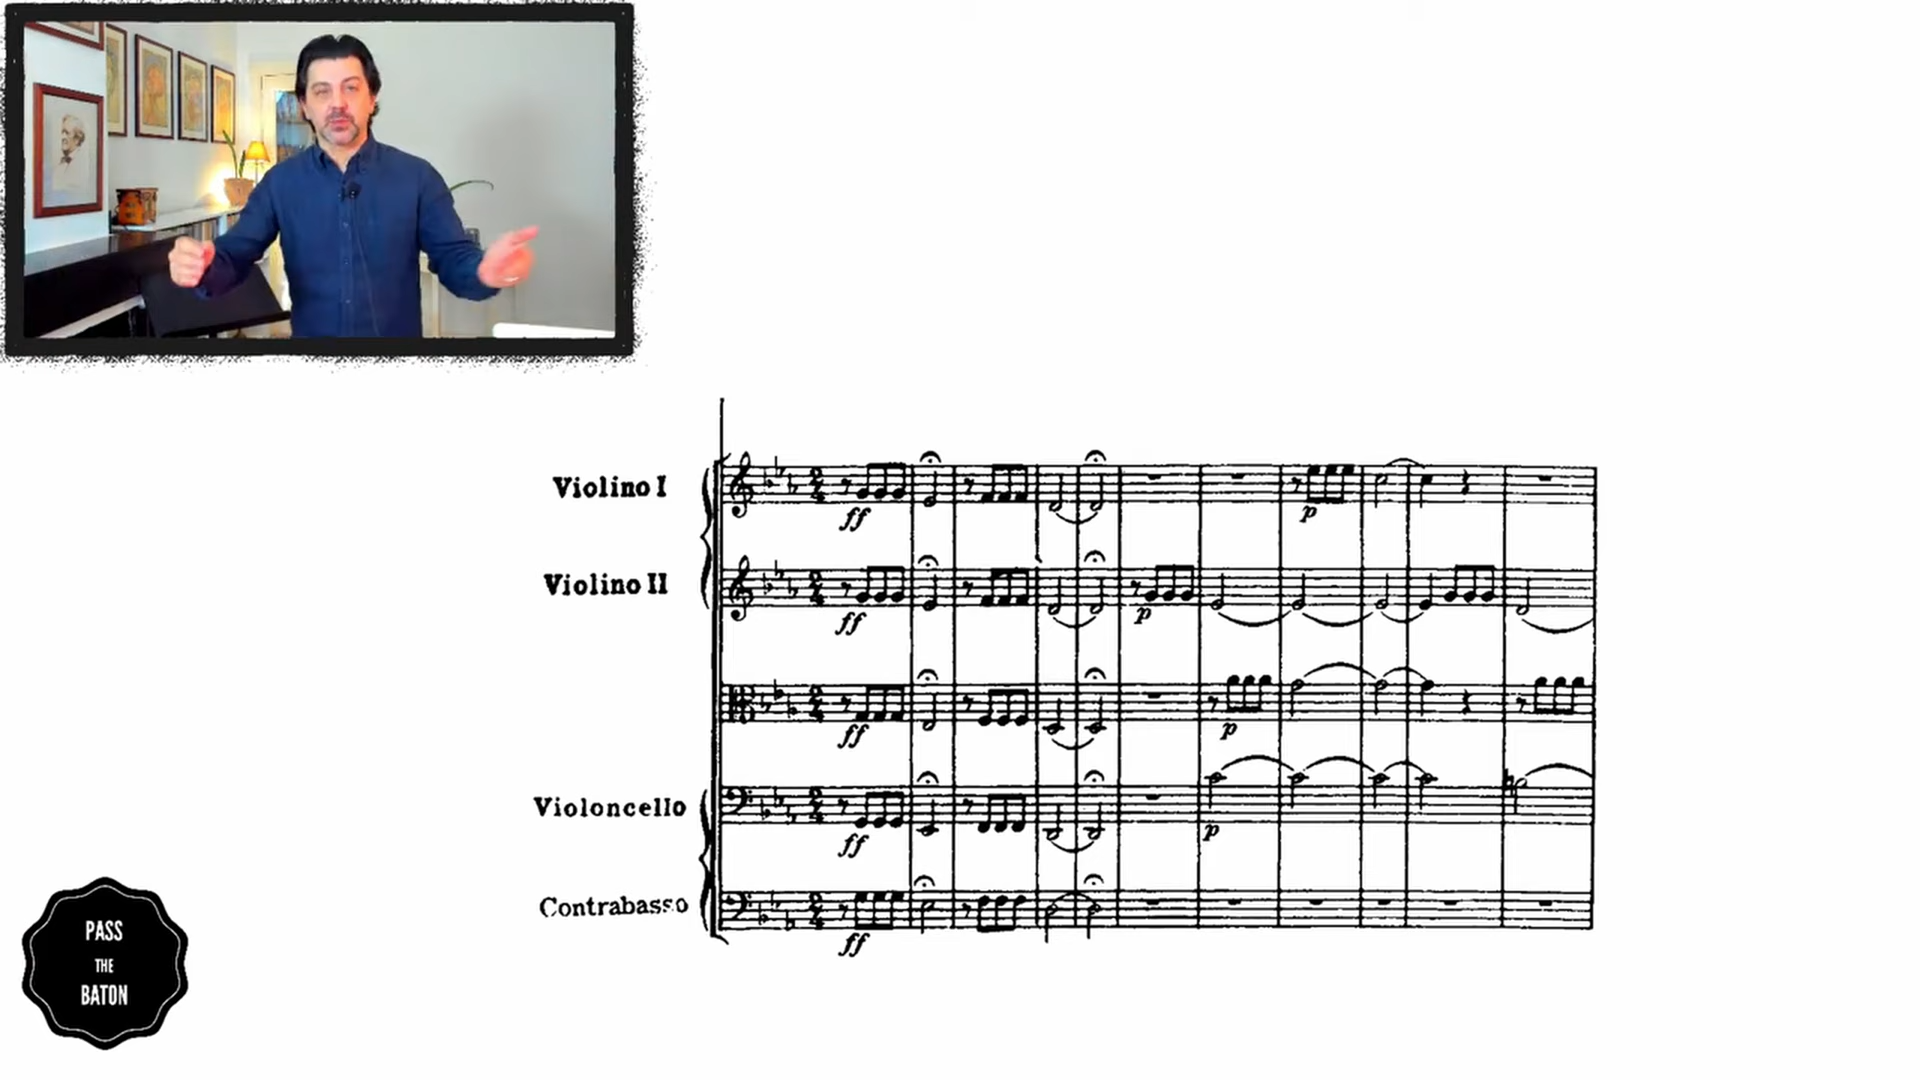 Violino I
ff
p
Violino II
ff
p
ff
p
Violoncello
ff
p
Contrabasso
ff
PASS
THE
BATON